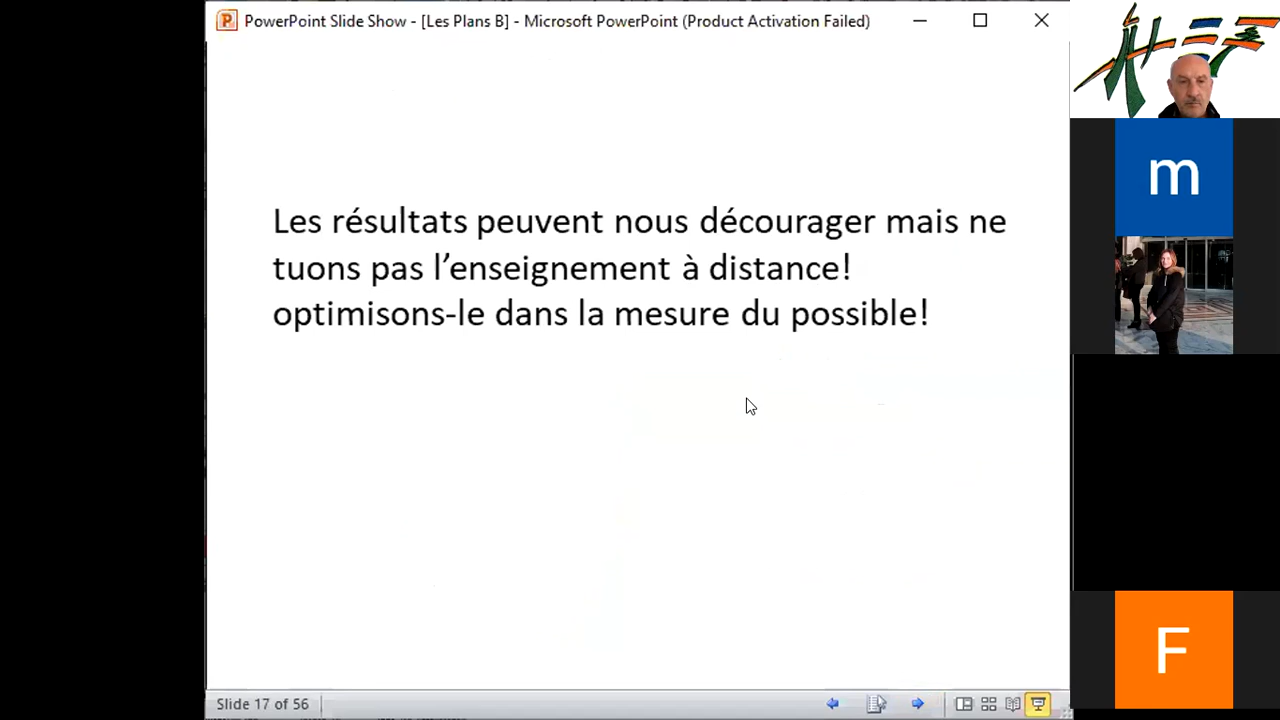 PowerPoint Slide Show - [Les Plans B] - Microsoft PowerPoint (Product Activation Failed)
Les résultats peuvent nous décourager mais ne
tuons pas l’enseignement à distance!
optimisons-le dans la mesure du possible!
m
F
Slide 17 of 56